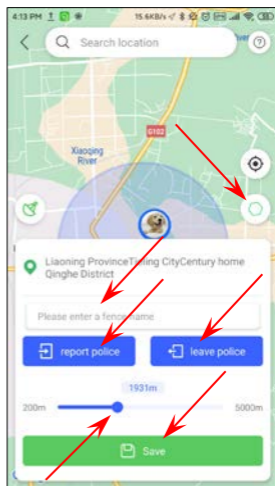 4:13 PM 15.6KB/s
Search location
G102
Xiaoqing
River
Liaoning ProvinceTieling CityCentury home
Qinghe District
Please enter a fence name
report police leave police
1931m
200m 5000m
Save